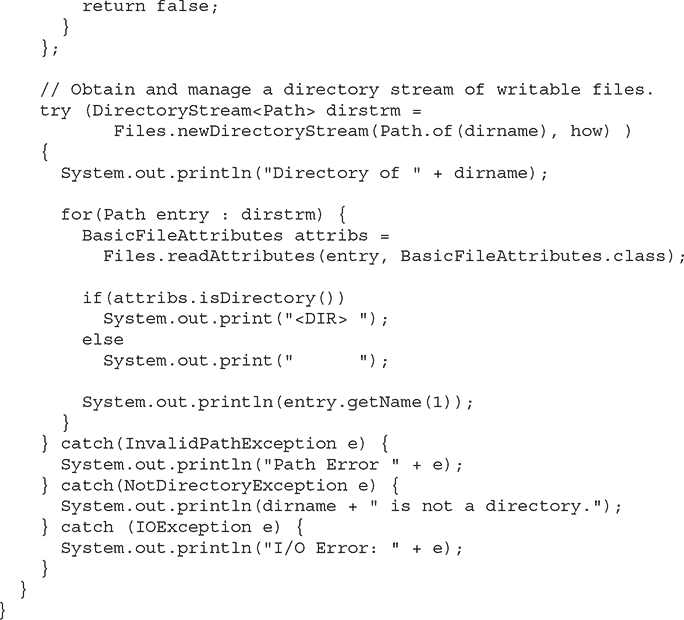 return false;
      }
    };

    // Obtain and manage a directory stream of writable files.
    try (DirectoryStream<Path> dirstrm =
           Files.newDirectoryStream(Path.of(dirname), how) )
    {
      System.out.println("Directory of " + dirname);

      for(Path entry : dirstrm) {
        BasicFileAttributes attribs =
          Files.readAttributes(entry, BasicFileAttributes.class);

        if(attribs.isDirectory())
          System.out.print("<DIR> ");
        else
          System.out.print("      ");

        System.out.println(entry.getName(1));
      }
    } catch(InvalidPathException e) {
      System.out.println("Path Error " + e);
    } catch(NotDirectoryException e) {
      System.out.println(dirname + " is not a directory.");
    } catch (IOException e) {
      System.out.println("I/O Error: " + e);
    }
  }
}